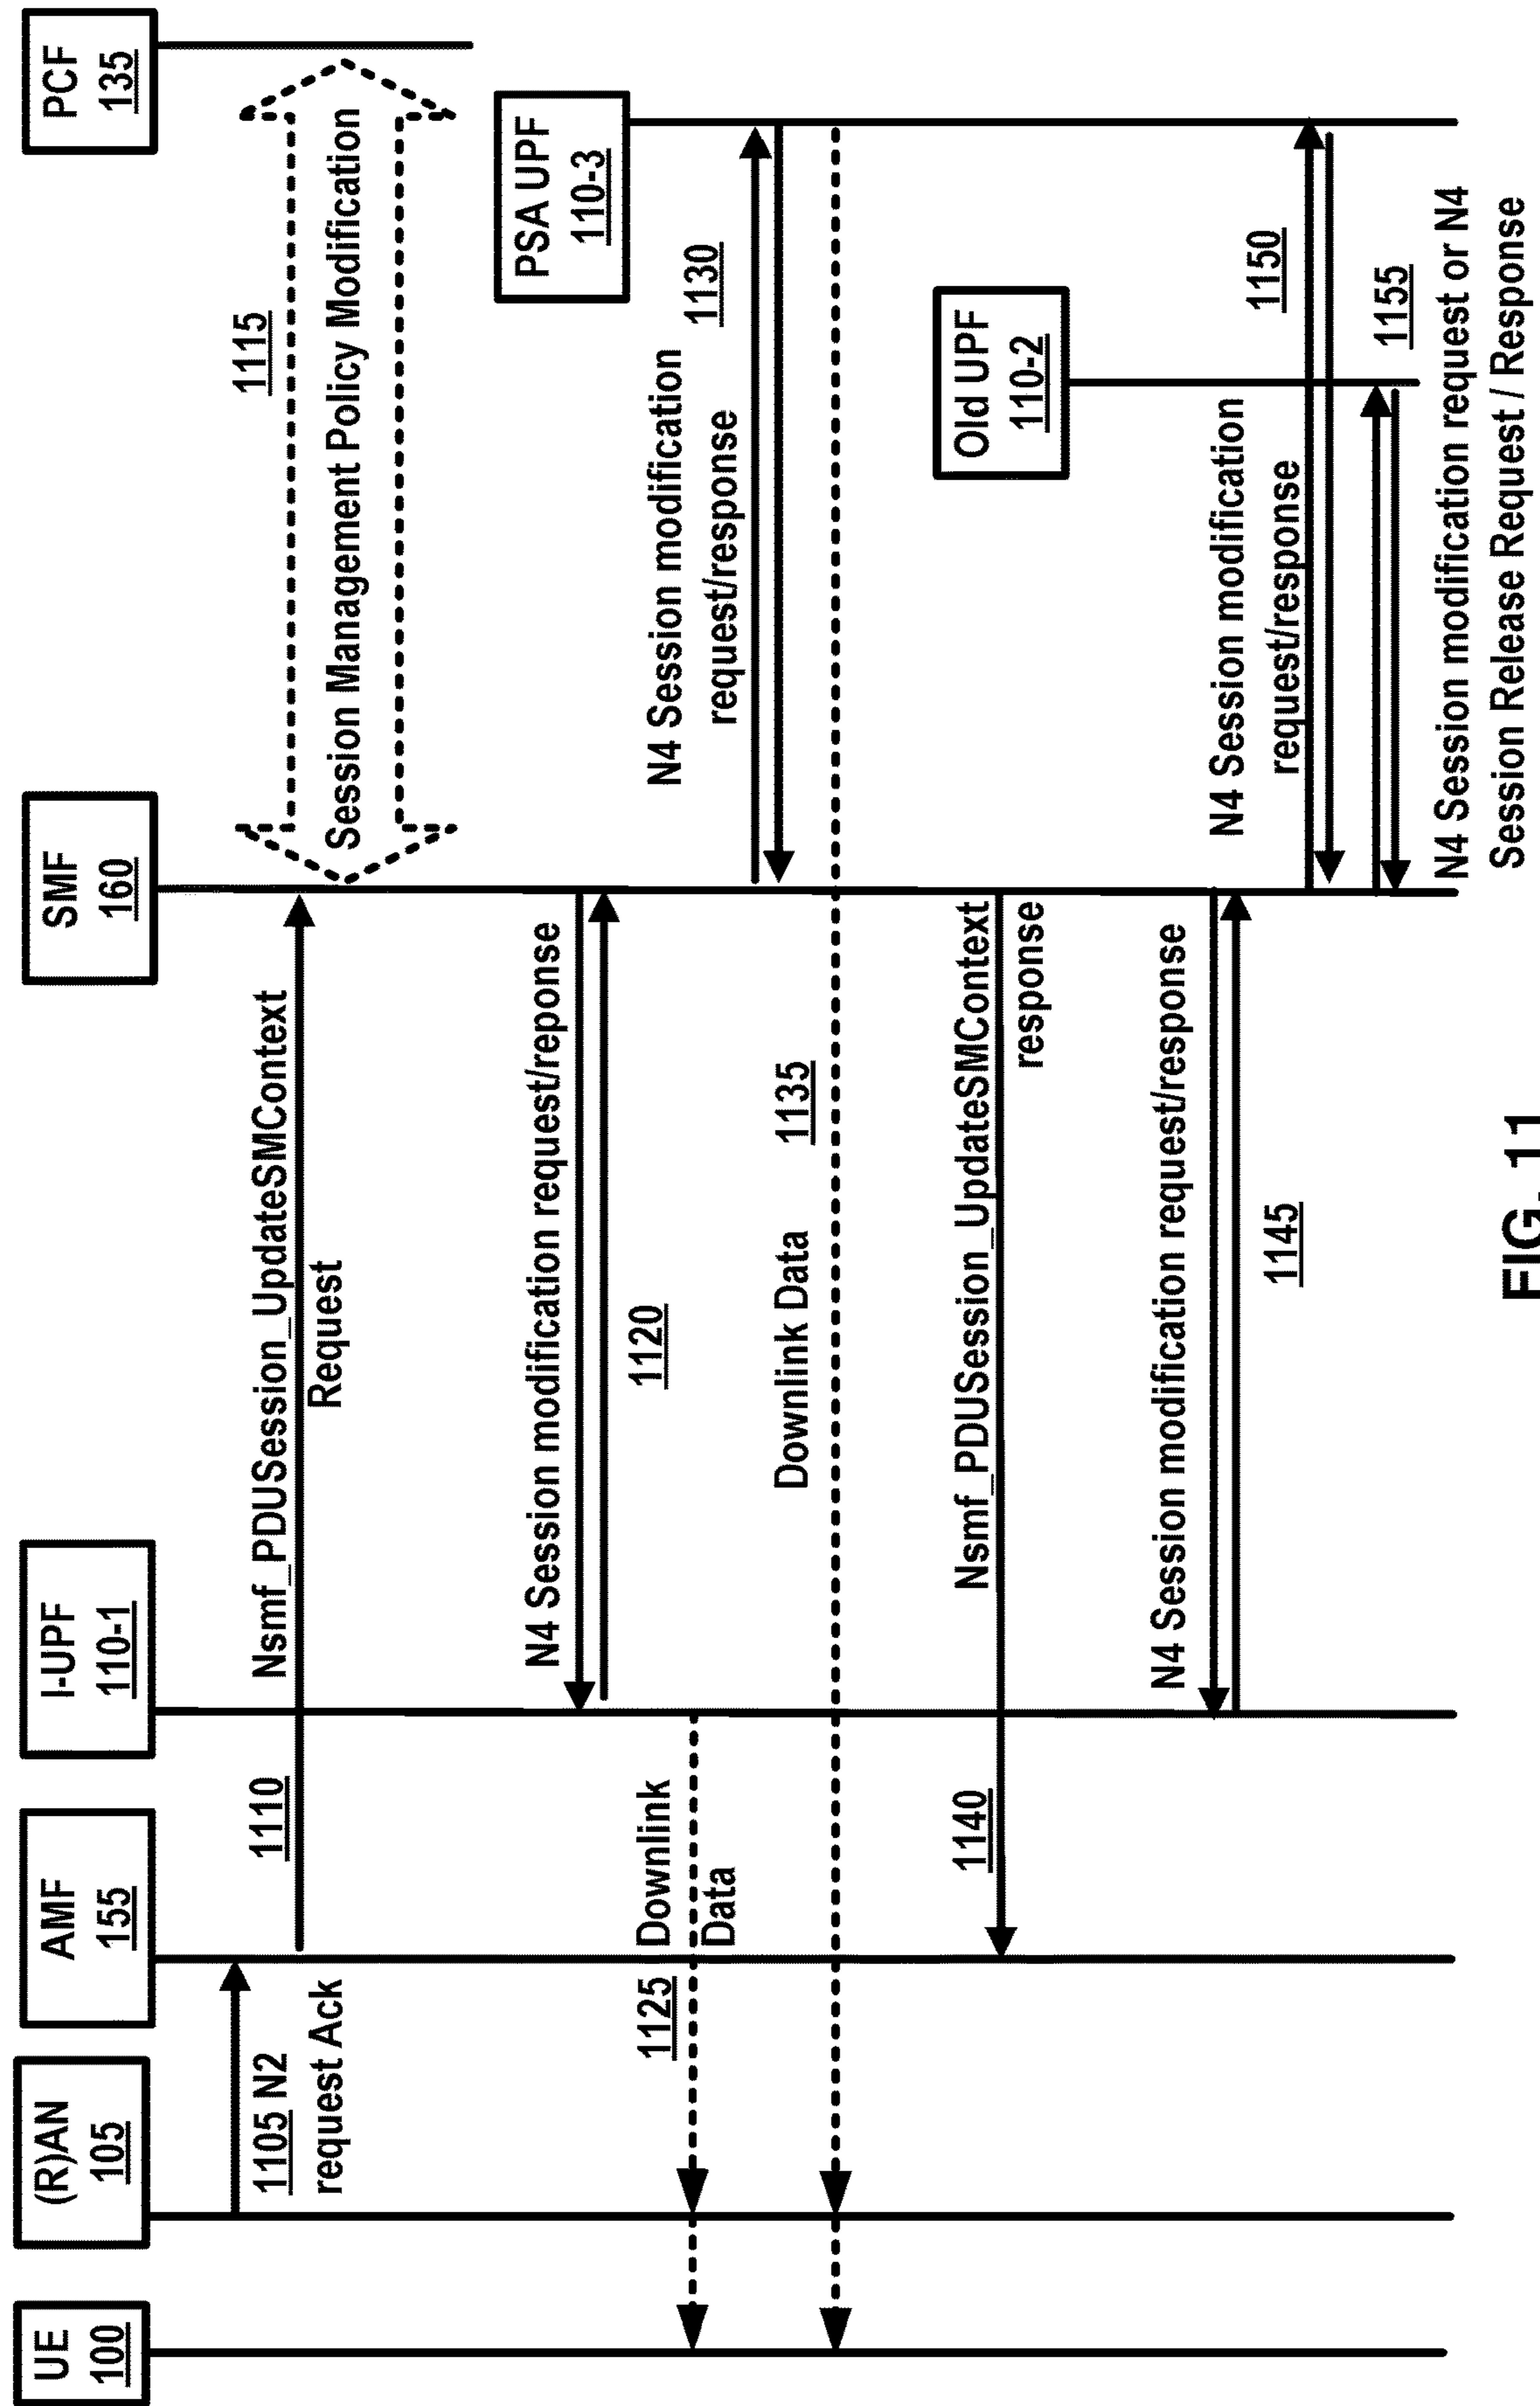 UE
100
(R)AN
105
AMF
155
I-UPF
110-1
SMF
160
PCF
135
1105 N2
request Ack
1110
Nsmf_PDUSession_UpdateSMContext
Request
1115
Session Management Policy Modification
N4 Session modification request/reponse
1120
PSA UPF
110-3
1125
Downlink
Data
N4 Session modification
request/response
1130
Downlink Data
1135
Old UPF
110-2
1140
Nsmf_PDUSession_UpdateSMContext
response
N4 Session modification request/response
1145
N4 Session modification
request/response
1150
1155
N4 Session modification request or N4
Session Release Request / Response
FIG. 11